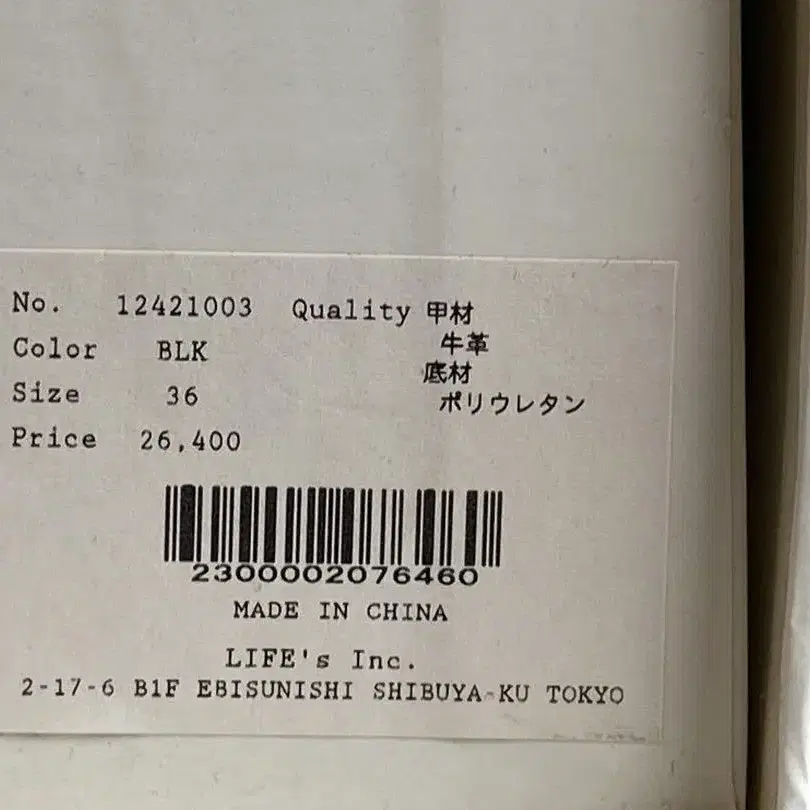 No. 12421003 Quality 甲材
Color BLK 牛革
底材
Size 36 ポリウレタン
Price 26,400
2300002076460
MADE IN CHINA
LIFE's Inc.
2-17-6 B1F EBISUNISHI SHIBUYA-KU TOKYO